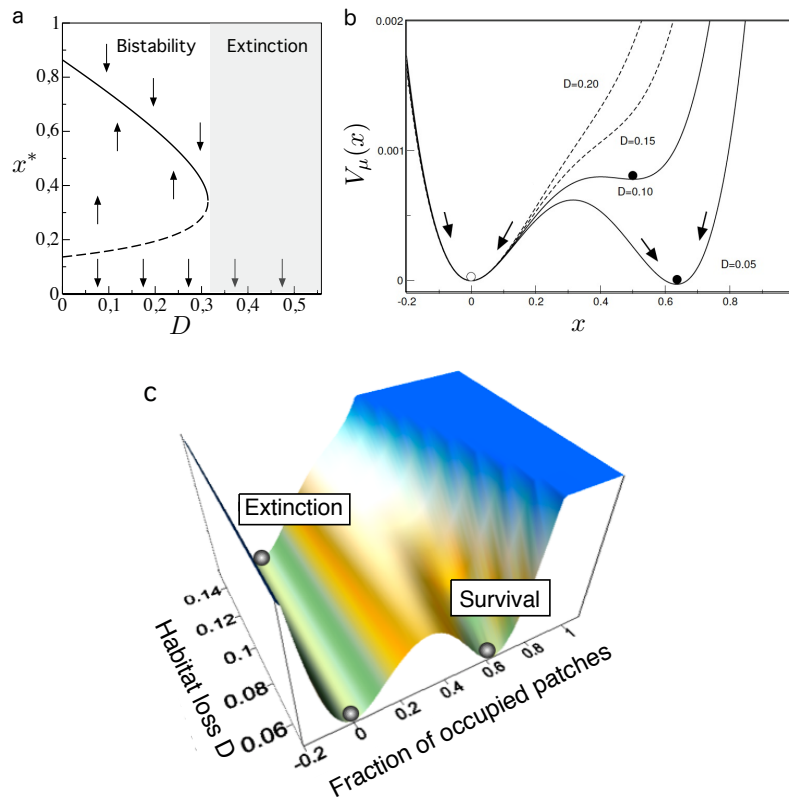 a
Bistability
Extinction
1
0,8
0,6
0,4
0,2
0
x*
0
0,1
0,2
0,3
0,4
0,5
D
b
0.002
0.001
0
Vμ(x)
D=0.20
D=0.15
D=0.10
D=0.05
-0.2
0
0.2
0.4
0.6
0.8
x
c
Extinction
Survival
0.14
0.12
0.1
0.08
0.06
Habitat loss D
-0.2
0
0.2
0.4
0.6
0.8
1
Fraction of occupied patches